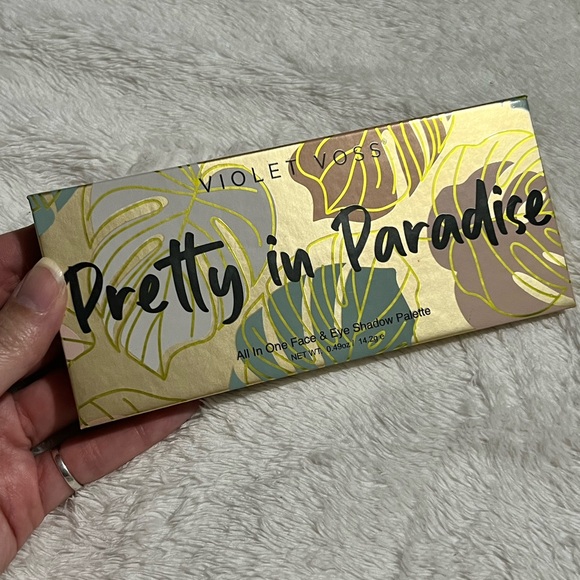 VIOLET VOSS
Pretty in Paradise
All In One Face & Eye Shadow Palette
NET WT. 0.49oz / 14.2g e